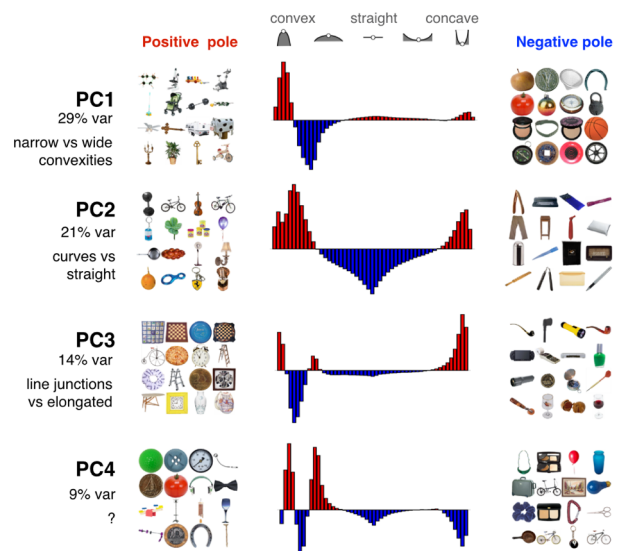 convex straight concave
Positive pole
Negative pole
PC1
29% var
narrow vs wide
convexities
PC2
21% var
curves vs
straight
PC3
14% var
line junctions
vs elongated
PC4
9% var
?